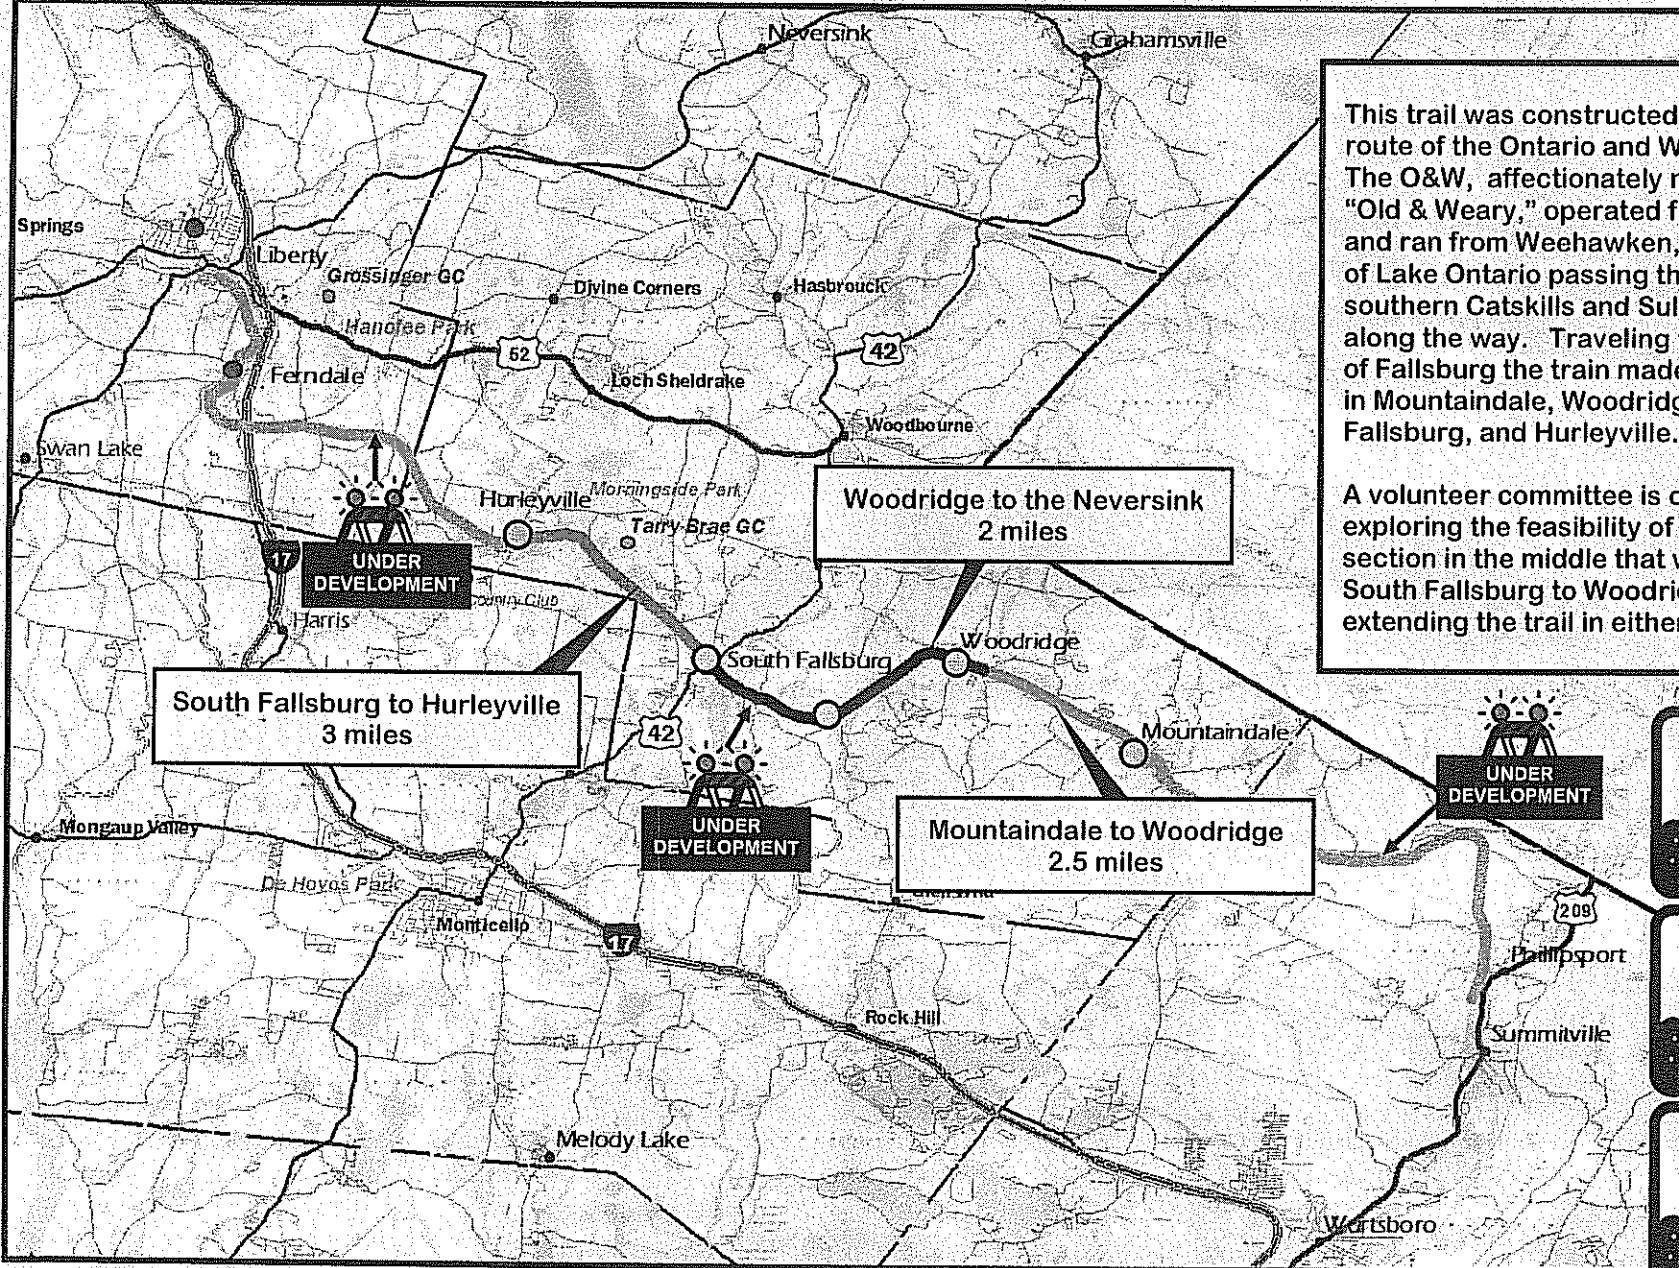 Neversink
Grahamsville
Springs
Liberty
Grossinger GC
Divine Corners
Hasbrouck
Hanofee Park
52
42
Ferndale
Loch Sheldrake
Woodbourne
Swan Lake
Hurleyville
Morningside Park
Tarry Brae GC
17
UNDER
DEVELOPMENT
Country Club
Harris
Woodridge to the Neversink
2 miles
South Fallsburg
Woodridge
South Fallsburg to Hurleyville
3 miles
42
Mountaindale
UNDER
DEVELOPMENT
UNDER
DEVELOPMENT
Mongaup Valley
Mountaindale to Woodridge
2.5 miles
De Hoyos Park
Monticello
17
209
Phillipsport
Rock Hill
Summitville
Melody Lake
Wurtsboro
This trail was constructed
route of the Ontario and W
The O&W, affectionately
"Old & Weary," operated f
and ran from Weehawken,
of Lake Ontario passing th
southern Catskills and Sul
along the way. Traveling
of Fallsburg the train made
in Mountaindale, Woodridg
Fallsburg, and Hurleyville.
A volunteer committee is
exploring the feasibility of
section in the middle that
South Fallsburg to Woodri
extending the trail in either